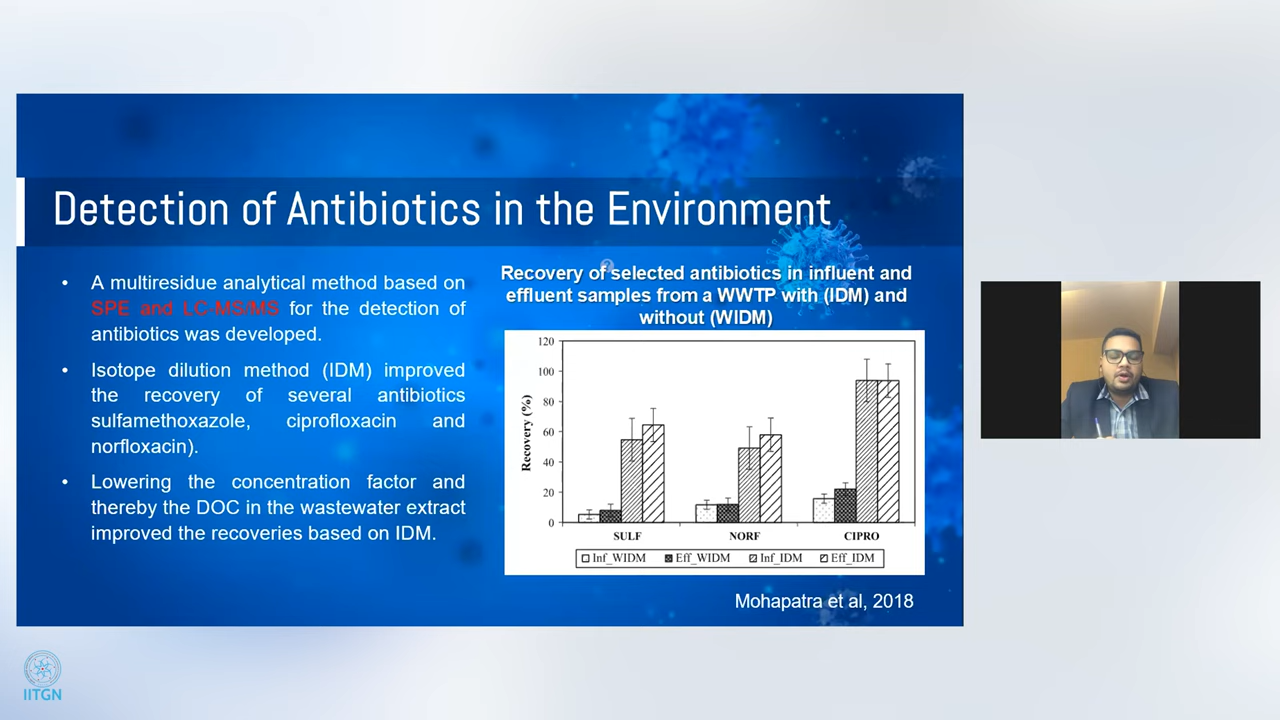 Detection of Antibiotics in the Environment
• A multiresidue analytical method based on
SPE and LC-MS/MS for the detection of
antibiotics was developed.
• Isotope dilution method (IDM) improved
the recovery of several antibiotics
sulfamethoxazole, ciprofloxacin and
norfloxacin).
• Lowering the concentration factor and
thereby the DOC in the wastewater extract
improved the recoveries based on IDM.
Recovery of selected antibiotics in influent and
effluent samples from a WWTP with (IDM) and
without (WIDM)
120
100
80
60
40
20
0
Recovery (%)
SULF NORF CIPRO
Inf_WIDM Eff_WIDM Inf_IDM Eff_IDM
Mohapatra et al, 2018
IITGN